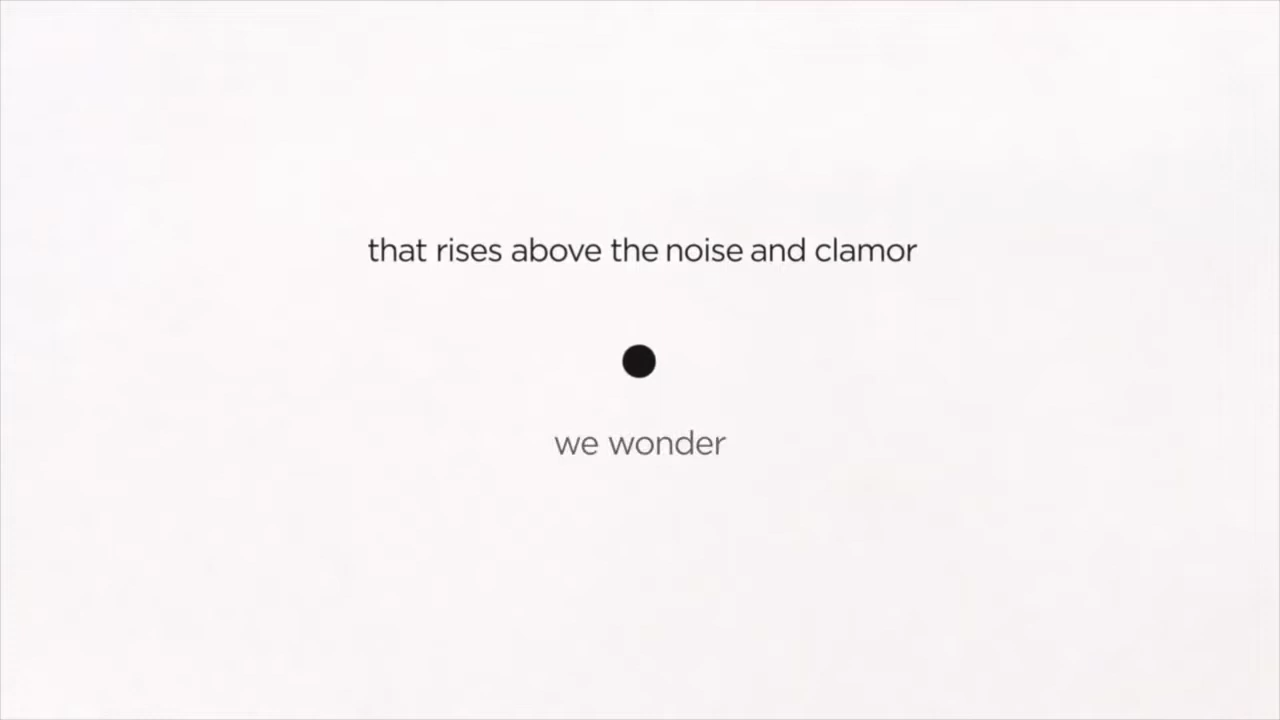 that rises above the noise and clamor
we wonder